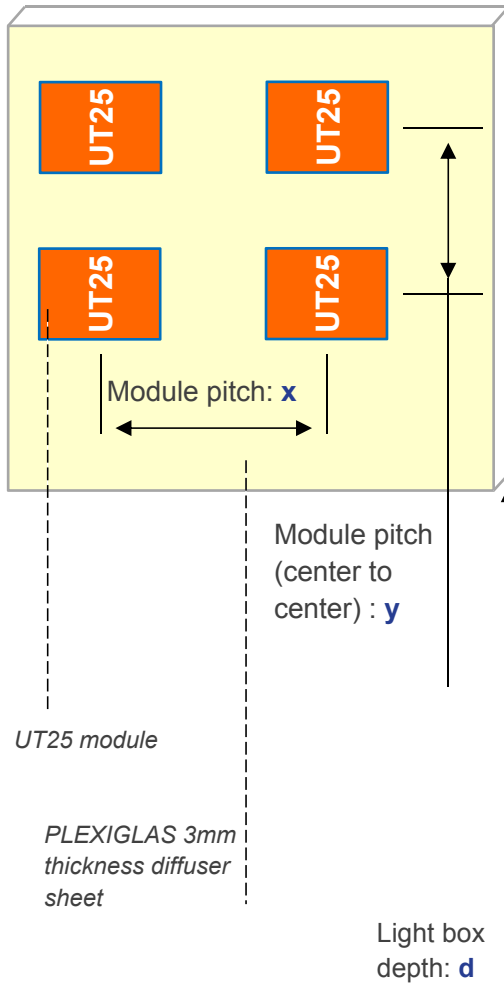 UT25
UT25
UT25
UT25
Module pitch: x
Module pitch
(center to
center) : y
UT25 module
PLEXIGLAS 3mm
thickness diffuser
sheet
Light box
depth: d